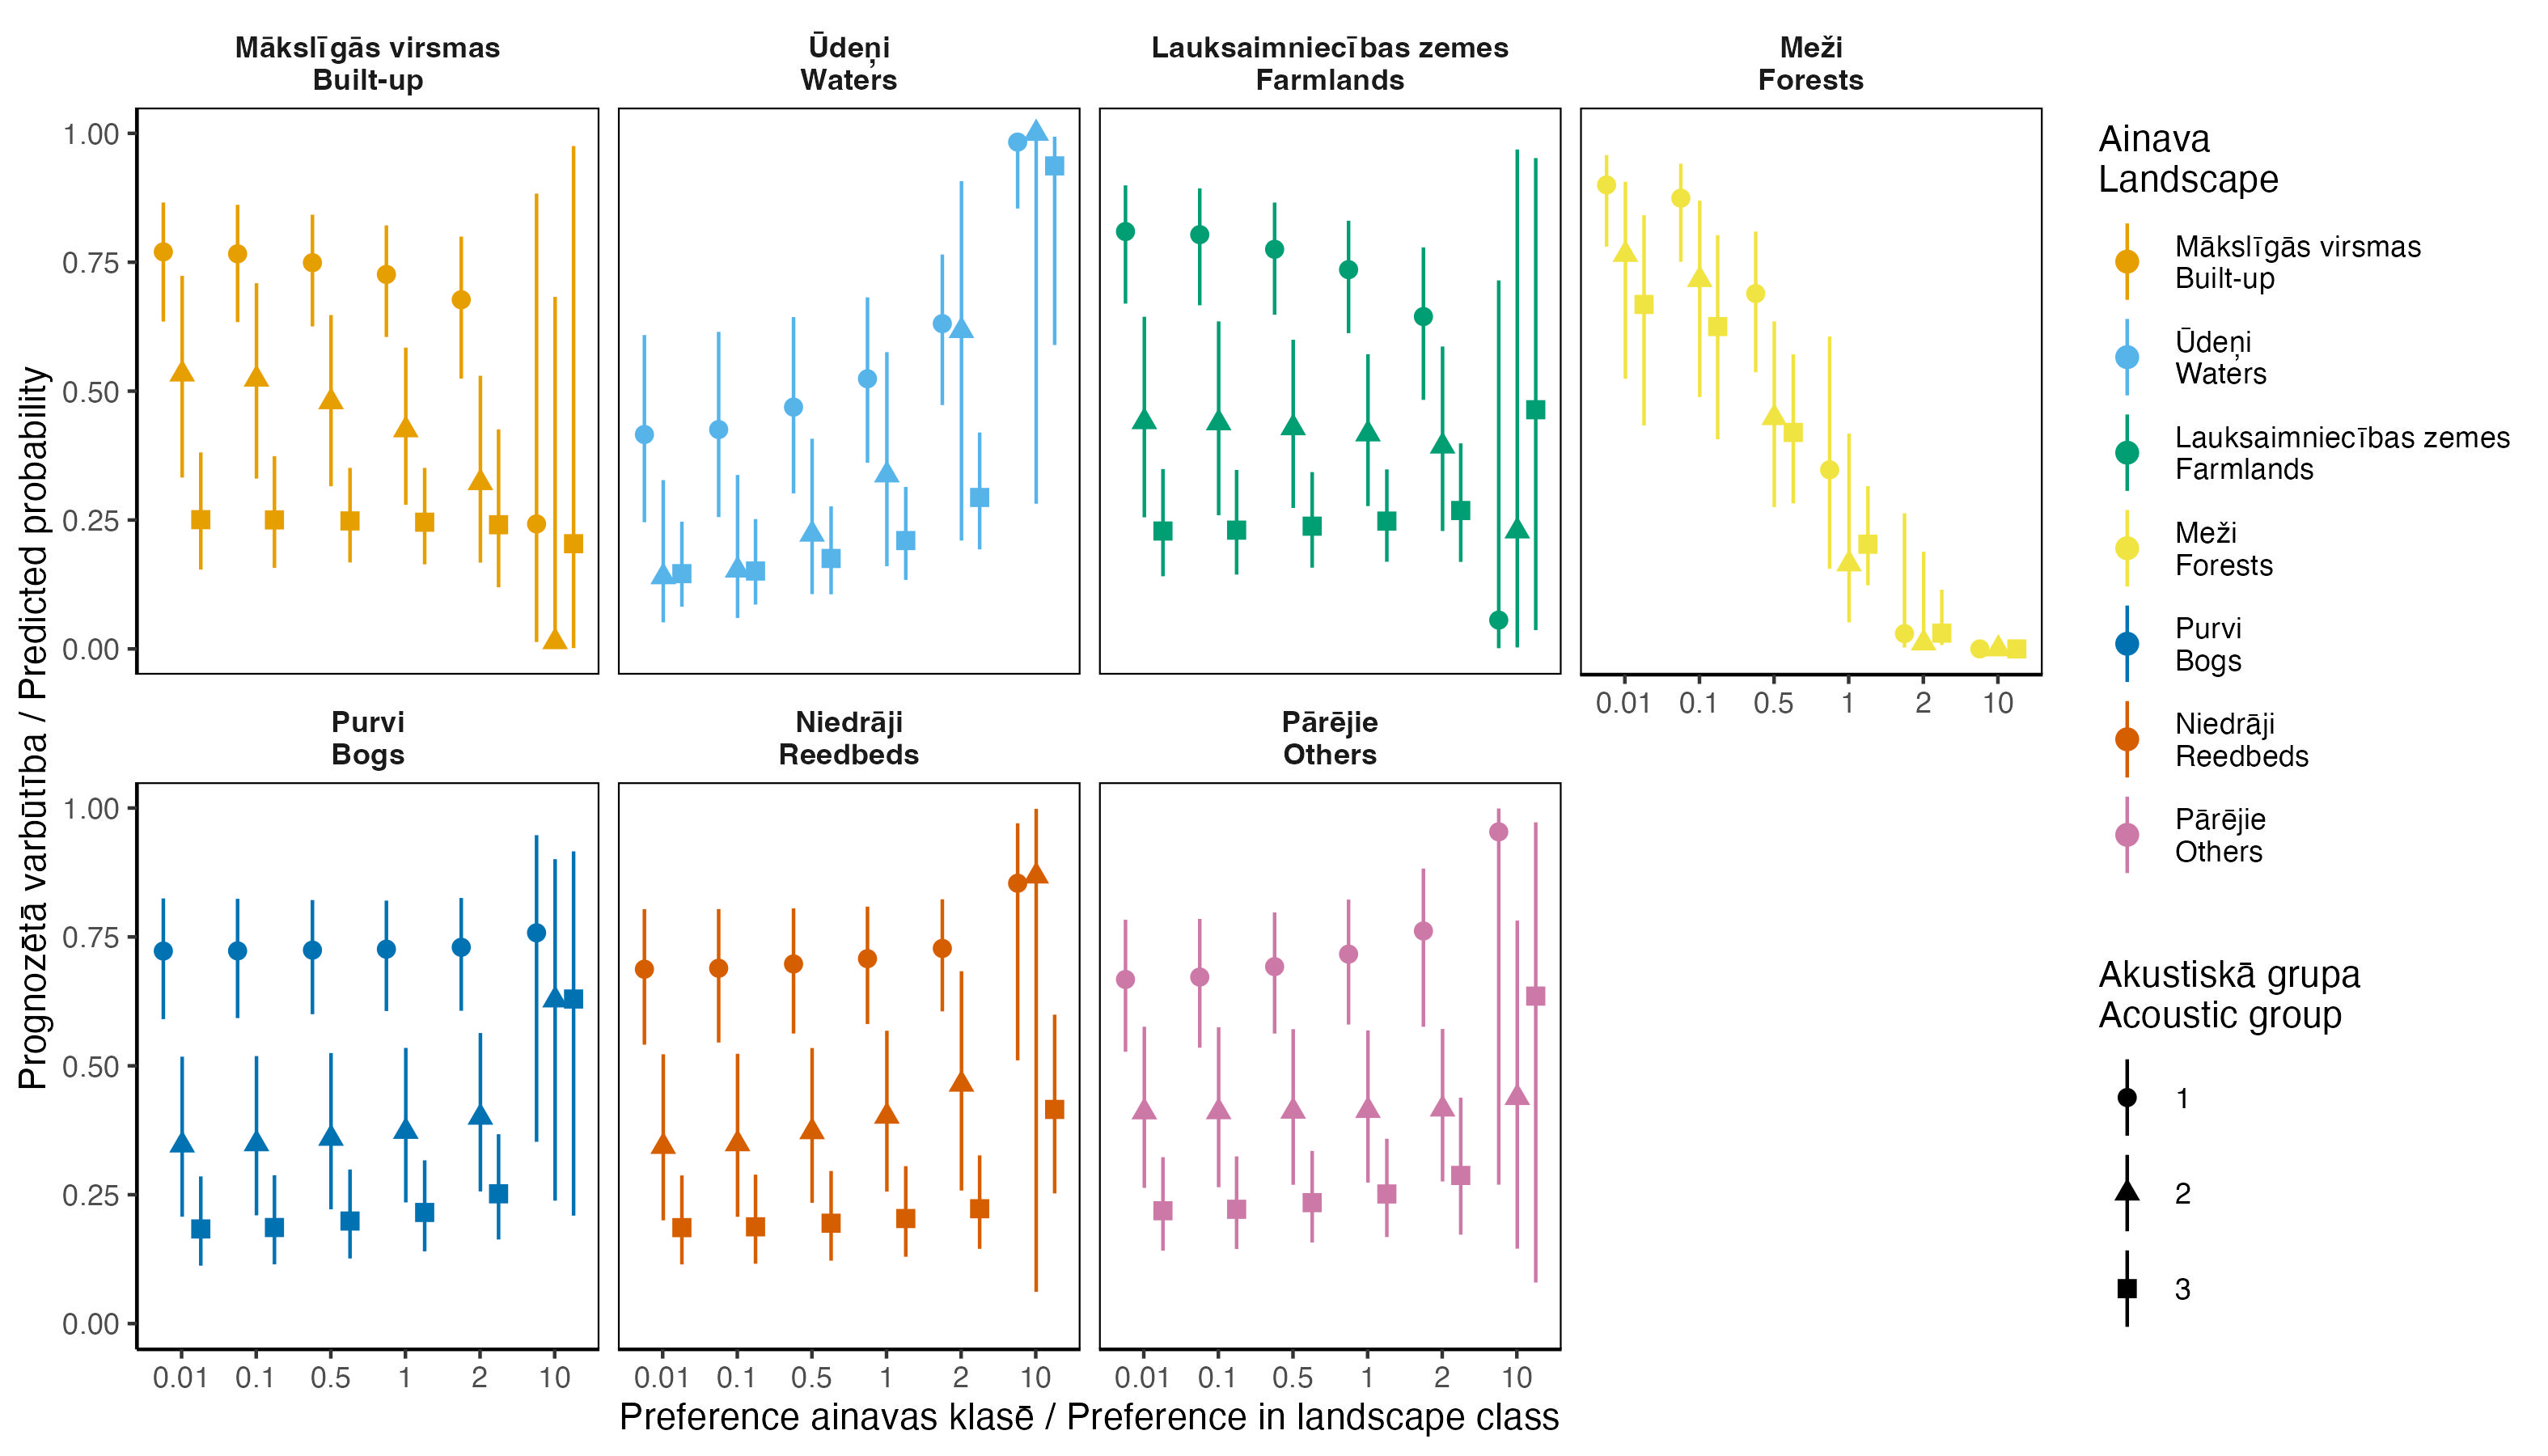 Mākslīgās virsmas
Built-up
Ūdeņi
Waters
Lauksaimniecības zemes
Farmlands
Meži
Forests
1.00
0.75
0.50
0.25
0.00
0.01 0.1 0.5 1 2 10
Purvi
Bogs
Niedrāji
Reedbeds
Pārējie
Others
1.00
0.75
0.50
0.25
0.00
0.01 0.1 0.5 1 2 10
0.01 0.1 0.5 1 2 10
0.01 0.1 0.5 1 2 10
Preference ainavas klasē / Preference in landscape class
Prognozētā varbūtība / Predicted probability
Ainava
Landscape
Mākslīgās virsmas
Built-up
Ūdeņi
Waters
Lauksaimniecības zemes
Farmlands
Meži
Forests
Purvi
Bogs
Niedrāji
Reedbeds
Pārējie
Others
Akustiskā grupa
Acoustic group
1
2
3